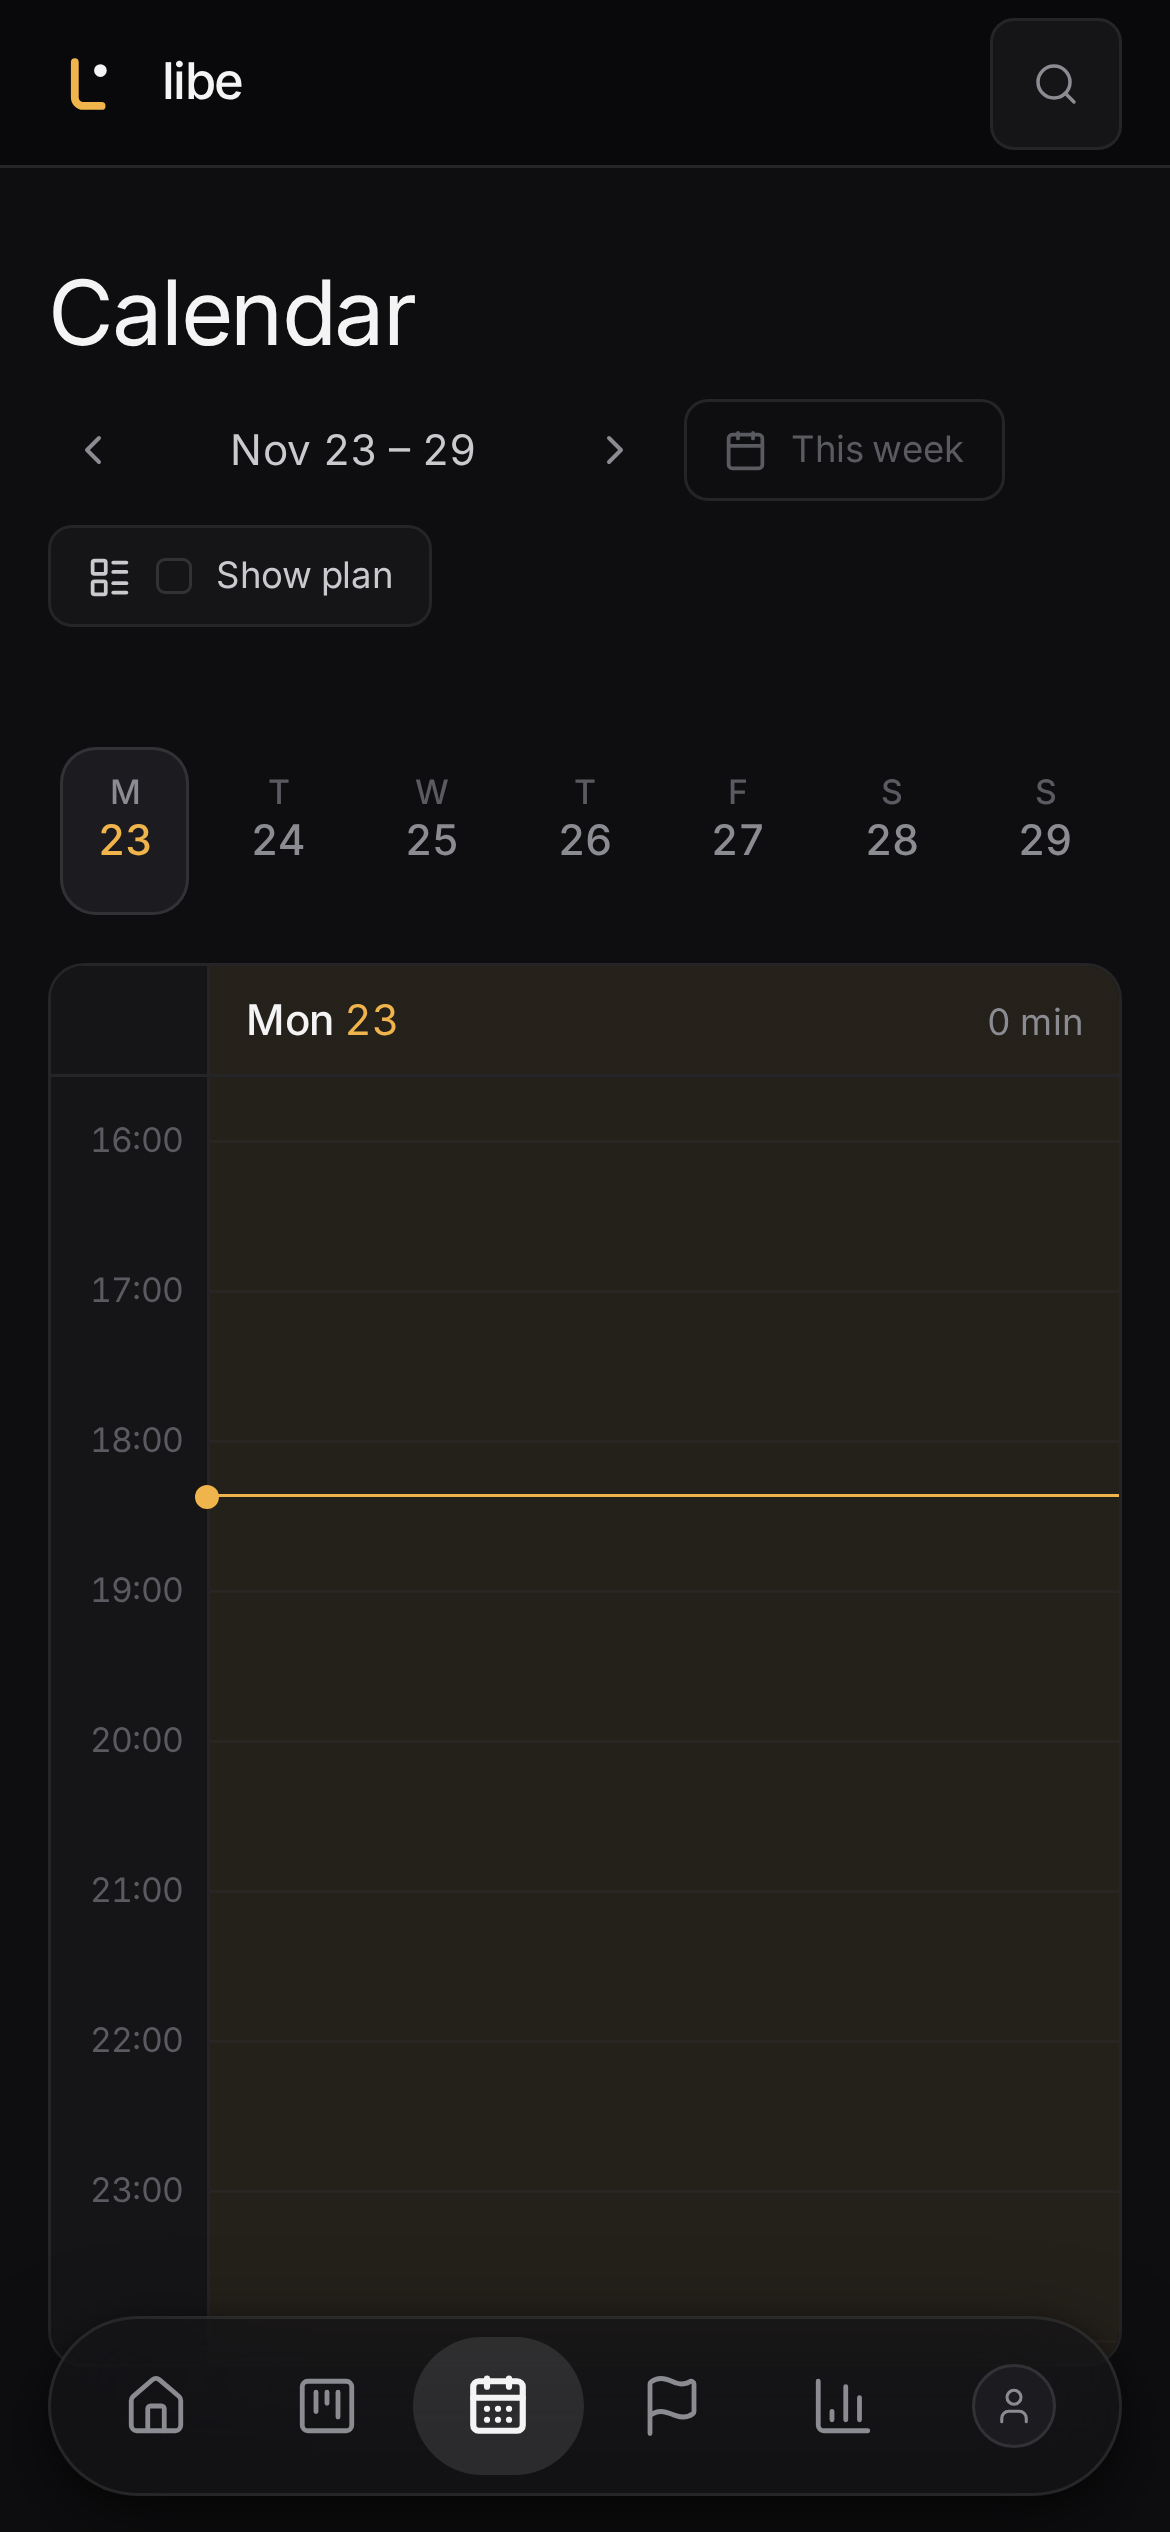 libe
Calendar
Nov 23 – 29
This week
Show plan
M T W T F S S
23 24 25 26 27 28 29
Mon 23 0 min
16:00
17:00
18:00
19:00
20:00
21:00
22:00
23:00